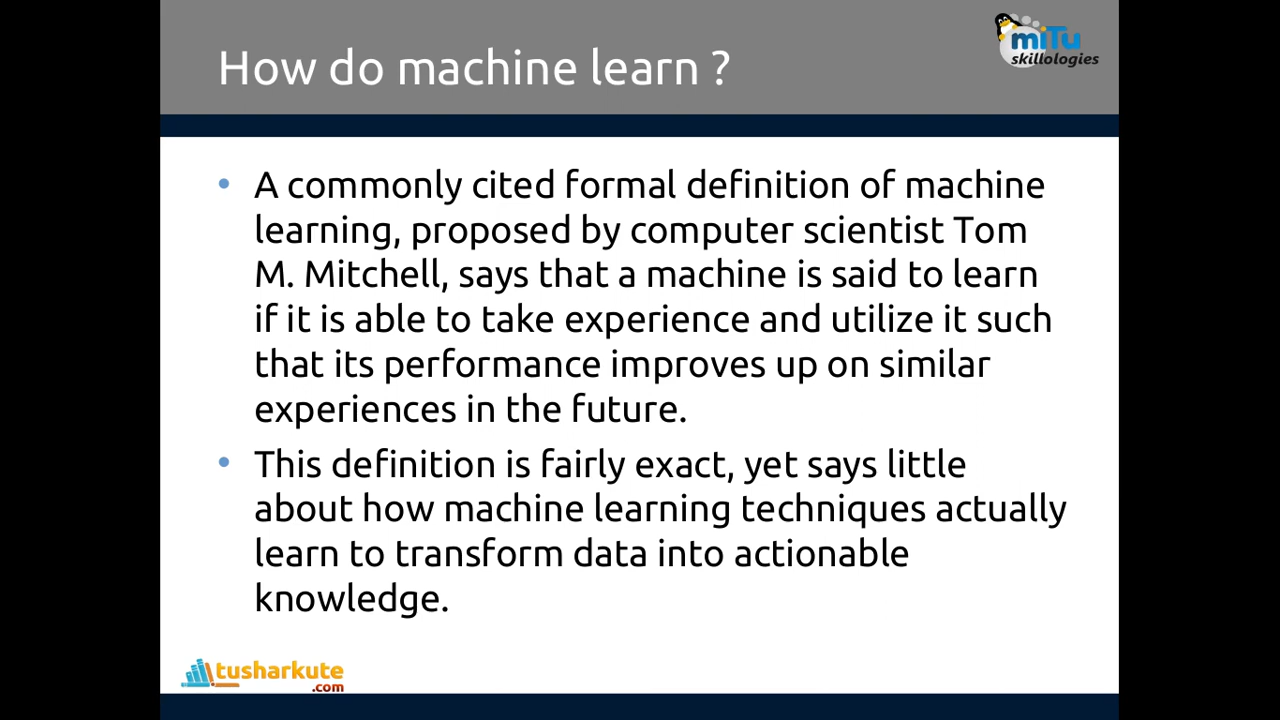 How do machine learn ?
miTu
skillologies
• A commonly cited formal definition of machine
learning, proposed by computer scientist Tom
M. Mitchell, says that a machine is said to learn
if it is able to take experience and utilize it such
that its performance improves up on similar
experiences in the future.
• This definition is fairly exact, yet says little
about how machine learning techniques actually
learn to transform data into actionable
knowledge.
tusharkute
.com